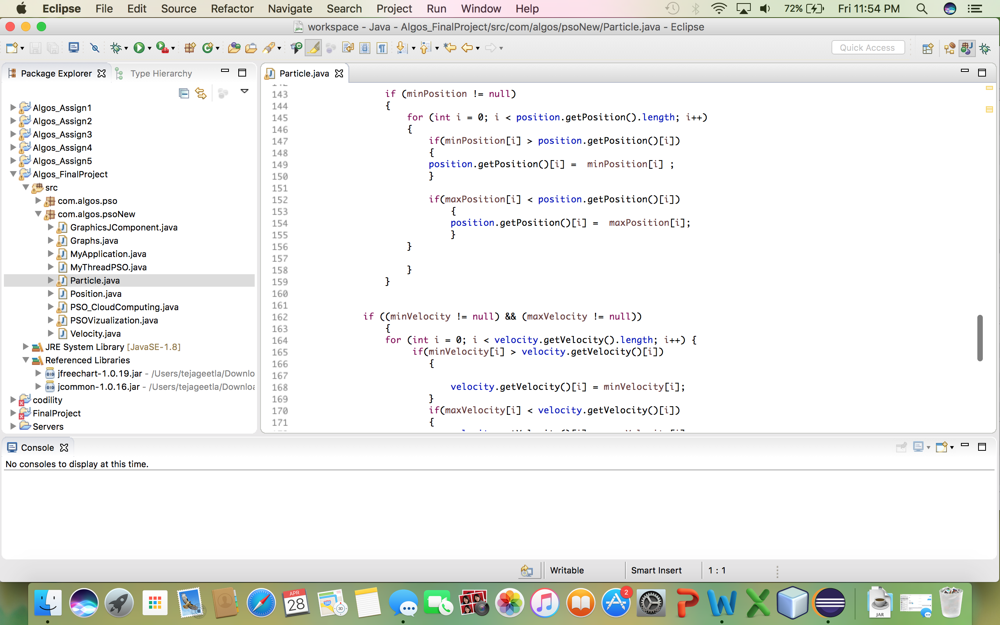 Eclipse File Edit Source Refactor Navigate Search Project Run Window Help 72% Fri 11:54 PM
workspace - Java - Algos_FinalProject/src/com/algos/psoNew/Particle.java - Eclipse
Quick Access
Package Explorer Type Hierarchy
Algos_Assign1
Algos_Assign2
Algos_Assign3
Algos_Assign4
Algos_Assign5
Algos_FinalProject
src
com.algos.pso
com.algos.psoNew
GraphicsJComponent.java
Graphs.java
MyApplication.java
MyThreadPSO.java
Particle.java
Position.java
PSO_CloudComputing.java
PSOVizualization.java
Velocity.java
JRE System Library [JavaSE-1.8]
Referenced Libraries
jfreechart-1.0.19.jar - /Users/tejageetla/Downlo
jcommon-1.0.16.jar - /Users/tejageetla/Downloa
codility
FinalProject
Servers
Particle.java
143 if (minPosition != null)
144 {
145 for (int i = 0; i < position.getPosition().length; i++)
146 {
147 if(minPosition[i] > position.getPosition()[i])
148 {
149 position.getPosition()[i] =  minPosition[i] ;
150 }
151
152 if(maxPosition[i] < position.getPosition()[i])
153 {
154 position.getPosition()[i] =  maxPosition[i];
155 }
156 }
157
158 }
159 }
160
161
162 if ((minVelocity != null) && (maxVelocity != null))
163 {
164 for (int i = 0; i < velocity.getVelocity().length; i++) {
165 if(minVelocity[i] > velocity.getVelocity()[i])
166 {
167
168 velocity.getVelocity()[i] = minVelocity[i];
169 }
170 if(maxVelocity[i] < velocity.getVelocity()[i])
171 {
Console
No consoles to display at this time.
Writable Smart Insert 1 : 1
APR
28
280
3D
2
JAR